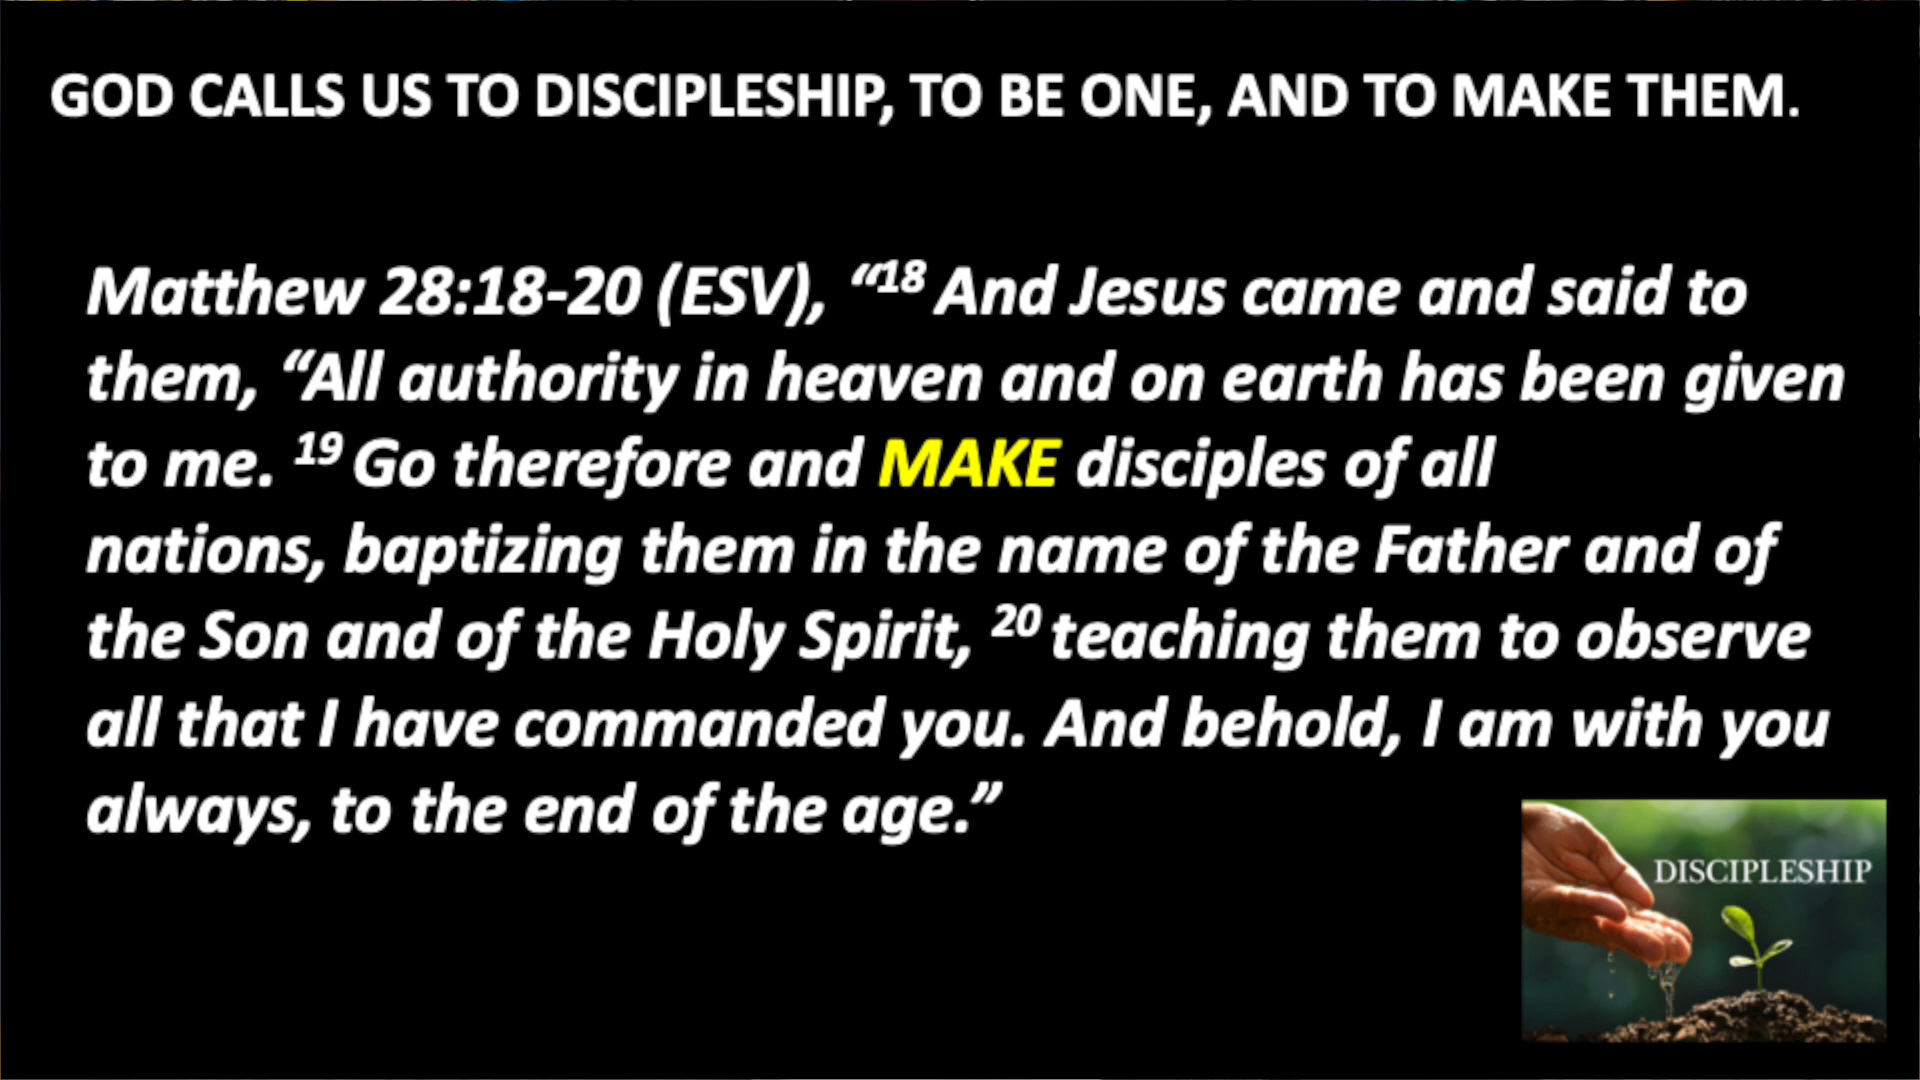 GOD CALLS US TO DISCIPLESHIP, TO BE ONE, AND TO MAKE THEM.
Matthew 28:18-20 (ESV), “18 And Jesus came and said to
them, “All authority in heaven and on earth has been given
to me. 19 Go therefore and MAKE disciples of all
nations, baptizing them in the name of the Father and of
the Son and of the Holy Spirit, 20 teaching them to observe
all that I have commanded you. And behold, I am with you
always, to the end of the age.”
DISCIPLESHIP